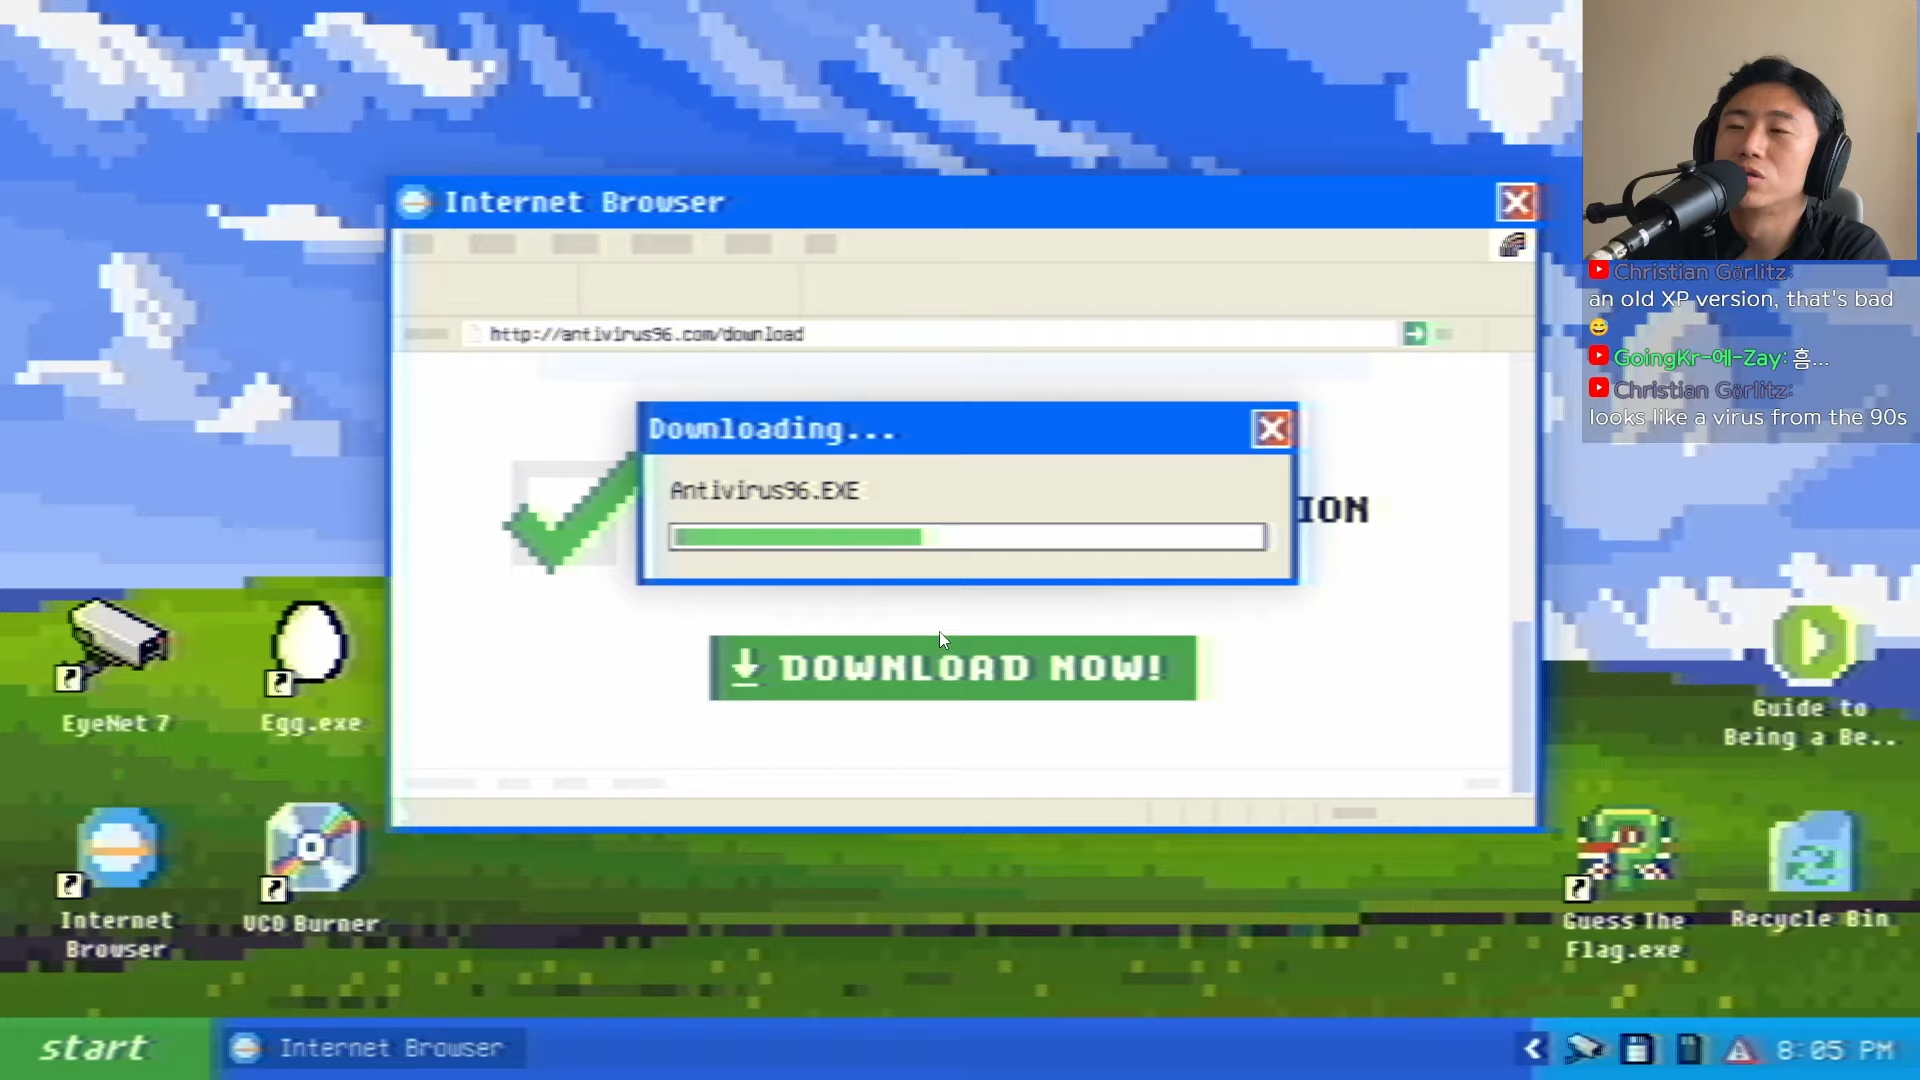 Internet Browser
http://antivirus96.com/download
Downloading...
Antivirus96.EXE
ION
DOWNLOAD NOW!
Christian Görlitz:
an old XP version, that's bad
😅
GoingKr-에-Zay: 흠...
Christian Görlitz:
looks like a virus from the 90s
EyeNet 7
Egg.exe
Guide to
Being a Be..
Internet
Browser
VCD Burner
Guess The
Flag.exe
Recycle Bin
start
Internet Browser
8:05 PM